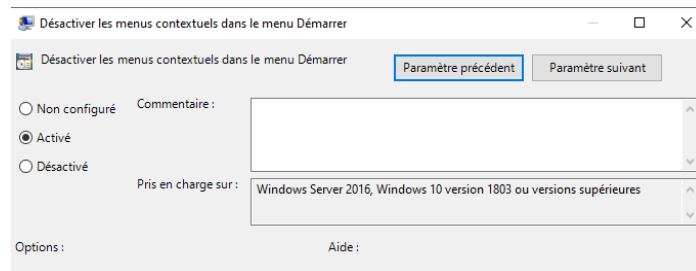 Désactiver les menus contextuels dans le menu Démarrer
Désactiver les menus contextuels dans le menu Démarrer
Paramètre précédent
Paramètre suivant
Non configuré
Commentaire :
Activé
Désactivé
Pris en charge sur :
Windows Server 2016, Windows 10 version 1803 ou versions supérieures
Options :
Aide :